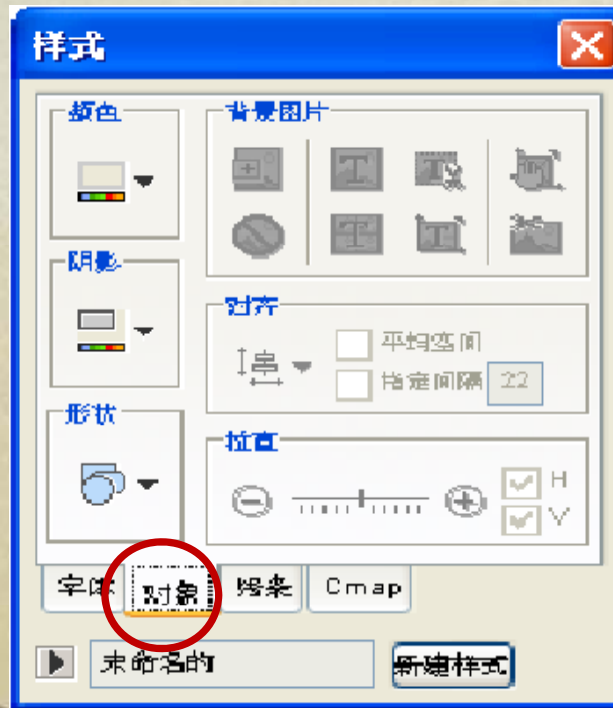 样式
颜色
背景图片
阴影
对齐
平均空间
指定间隔 22
形状
拉直
H
V
字体 对象 线条 Cmap
未命名的 新建样式